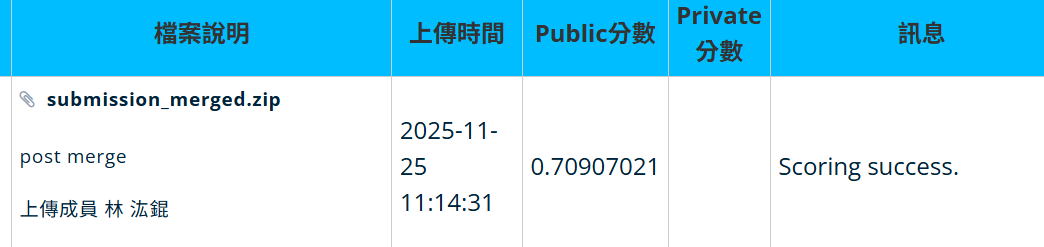 檔案說明
上傳時間
Public分數
Private
分數
訊息
submission_merged.zip
post merge
上傳成員 林 浤錕
2025-11-
25
11:14:31
0.70907021
Scoring success.